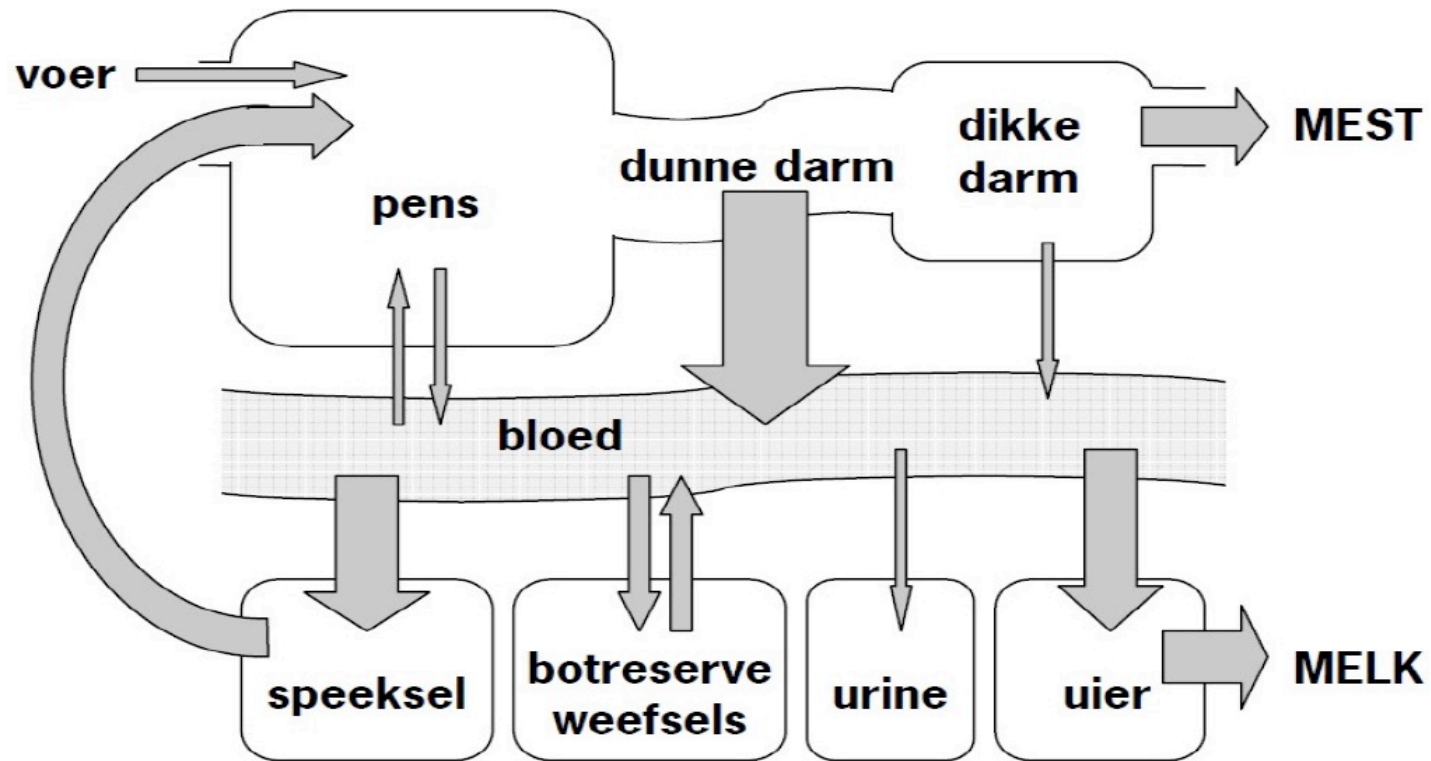 voer
pens
dunne darm
dikke
darm
MEST
bloed
speeksel
botreserve
weefsels
urine
uier
MELK